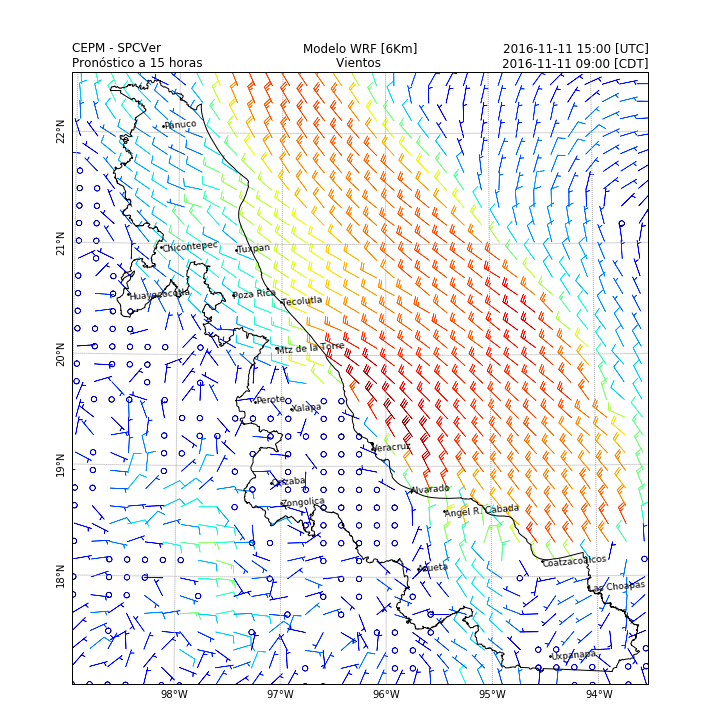 CEPM - SPCVer
Modelo WRF [6Km]
2016-11-11 15:00 [UTC]
Pronóstico a 15 horas
Vientos
2016-11-11 09:00 [CDT]
22°N
Pánuco
21°N
Chicontepec
Tuxpan
Huayacocotla
Poza Rica
Tecolutla
20°N
Mtz de la Torre
Perote
Xalapa
19°N
Veracruz
Orizaba
Alvarado
Zongolica
Angel R. Cabada
18°N
Azueta
Coatzacoalcos
Las Choapas
Uxpanapa
98°W
97°W
96°W
95°W
94°W